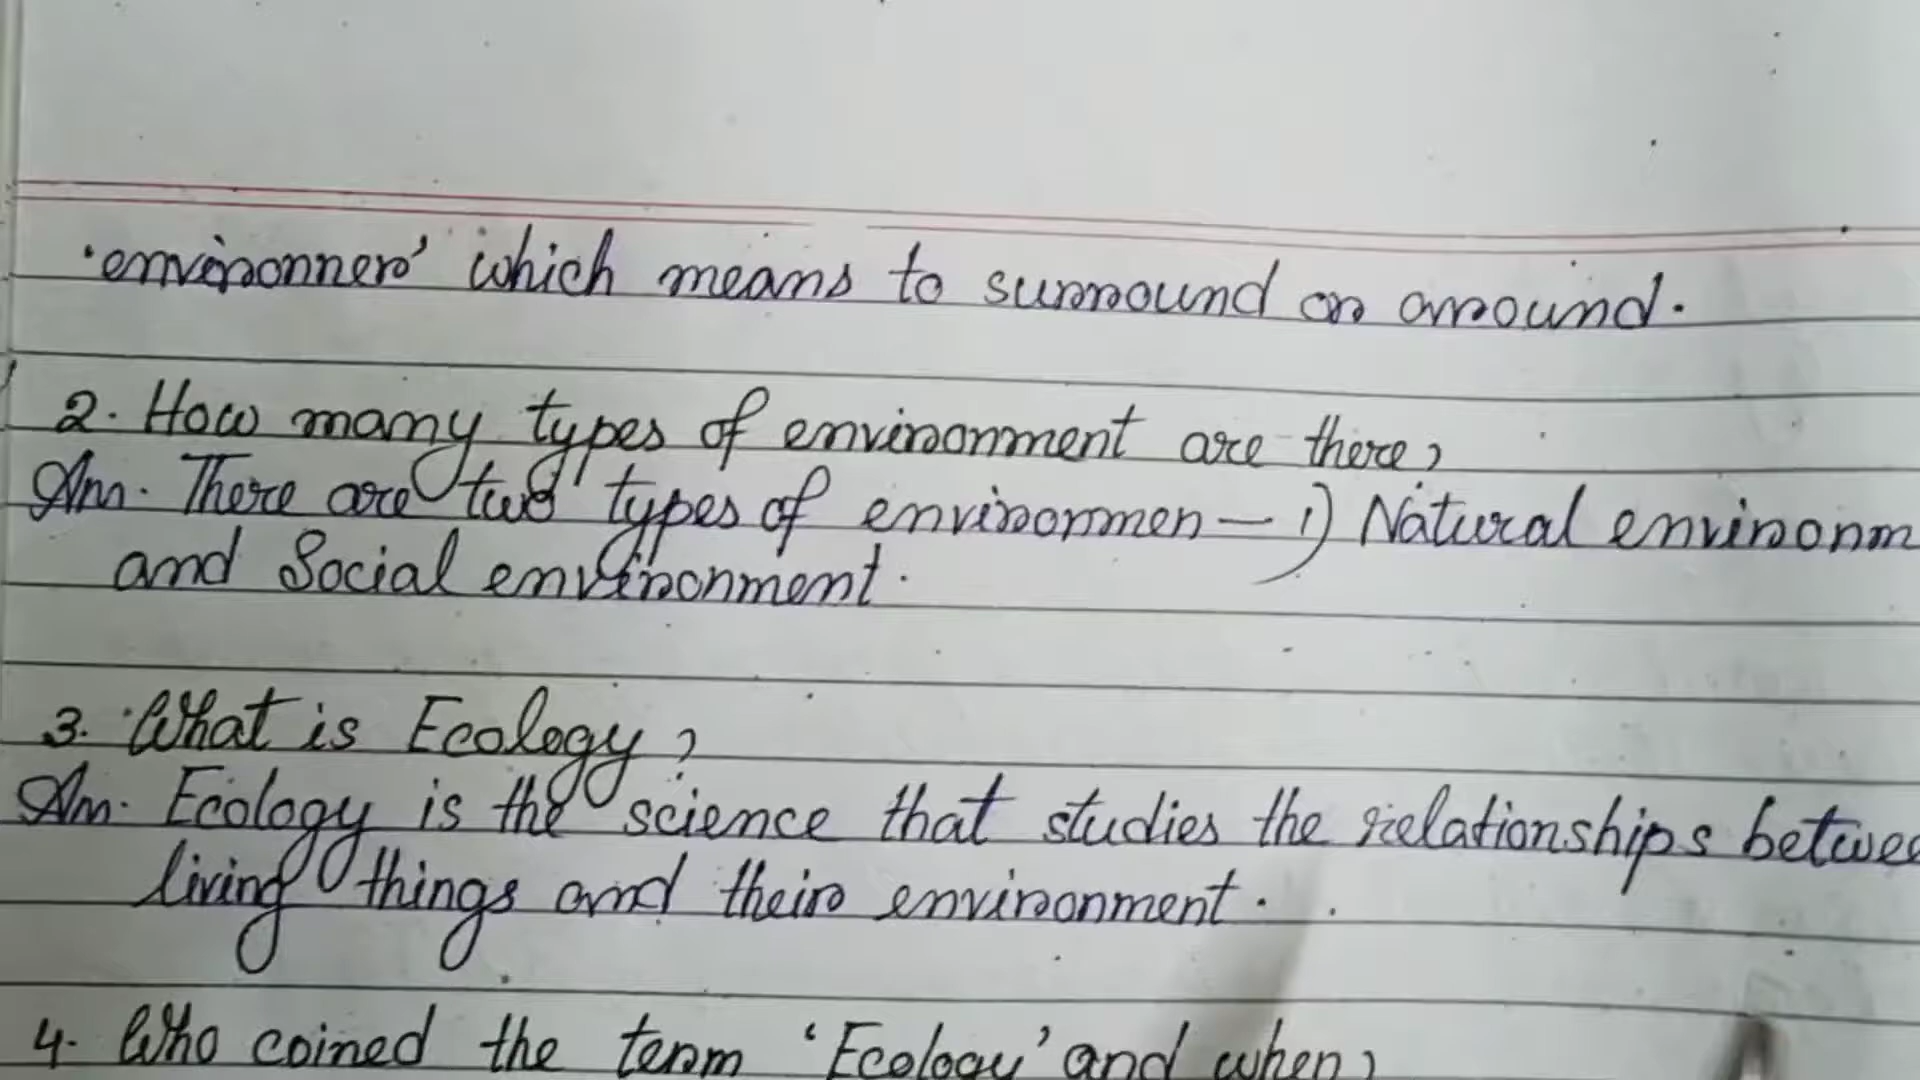 'environner' which means to surround or around.
2. How many types of environment are there?
Ans. There are two types of environmen — 1) Natural environm
and Social environment.
3. What is Ecology?
Ans. Ecology is the science that studies the relationships betwee
living things and their environment.
4. Who coined the term 'Ecology' and when?